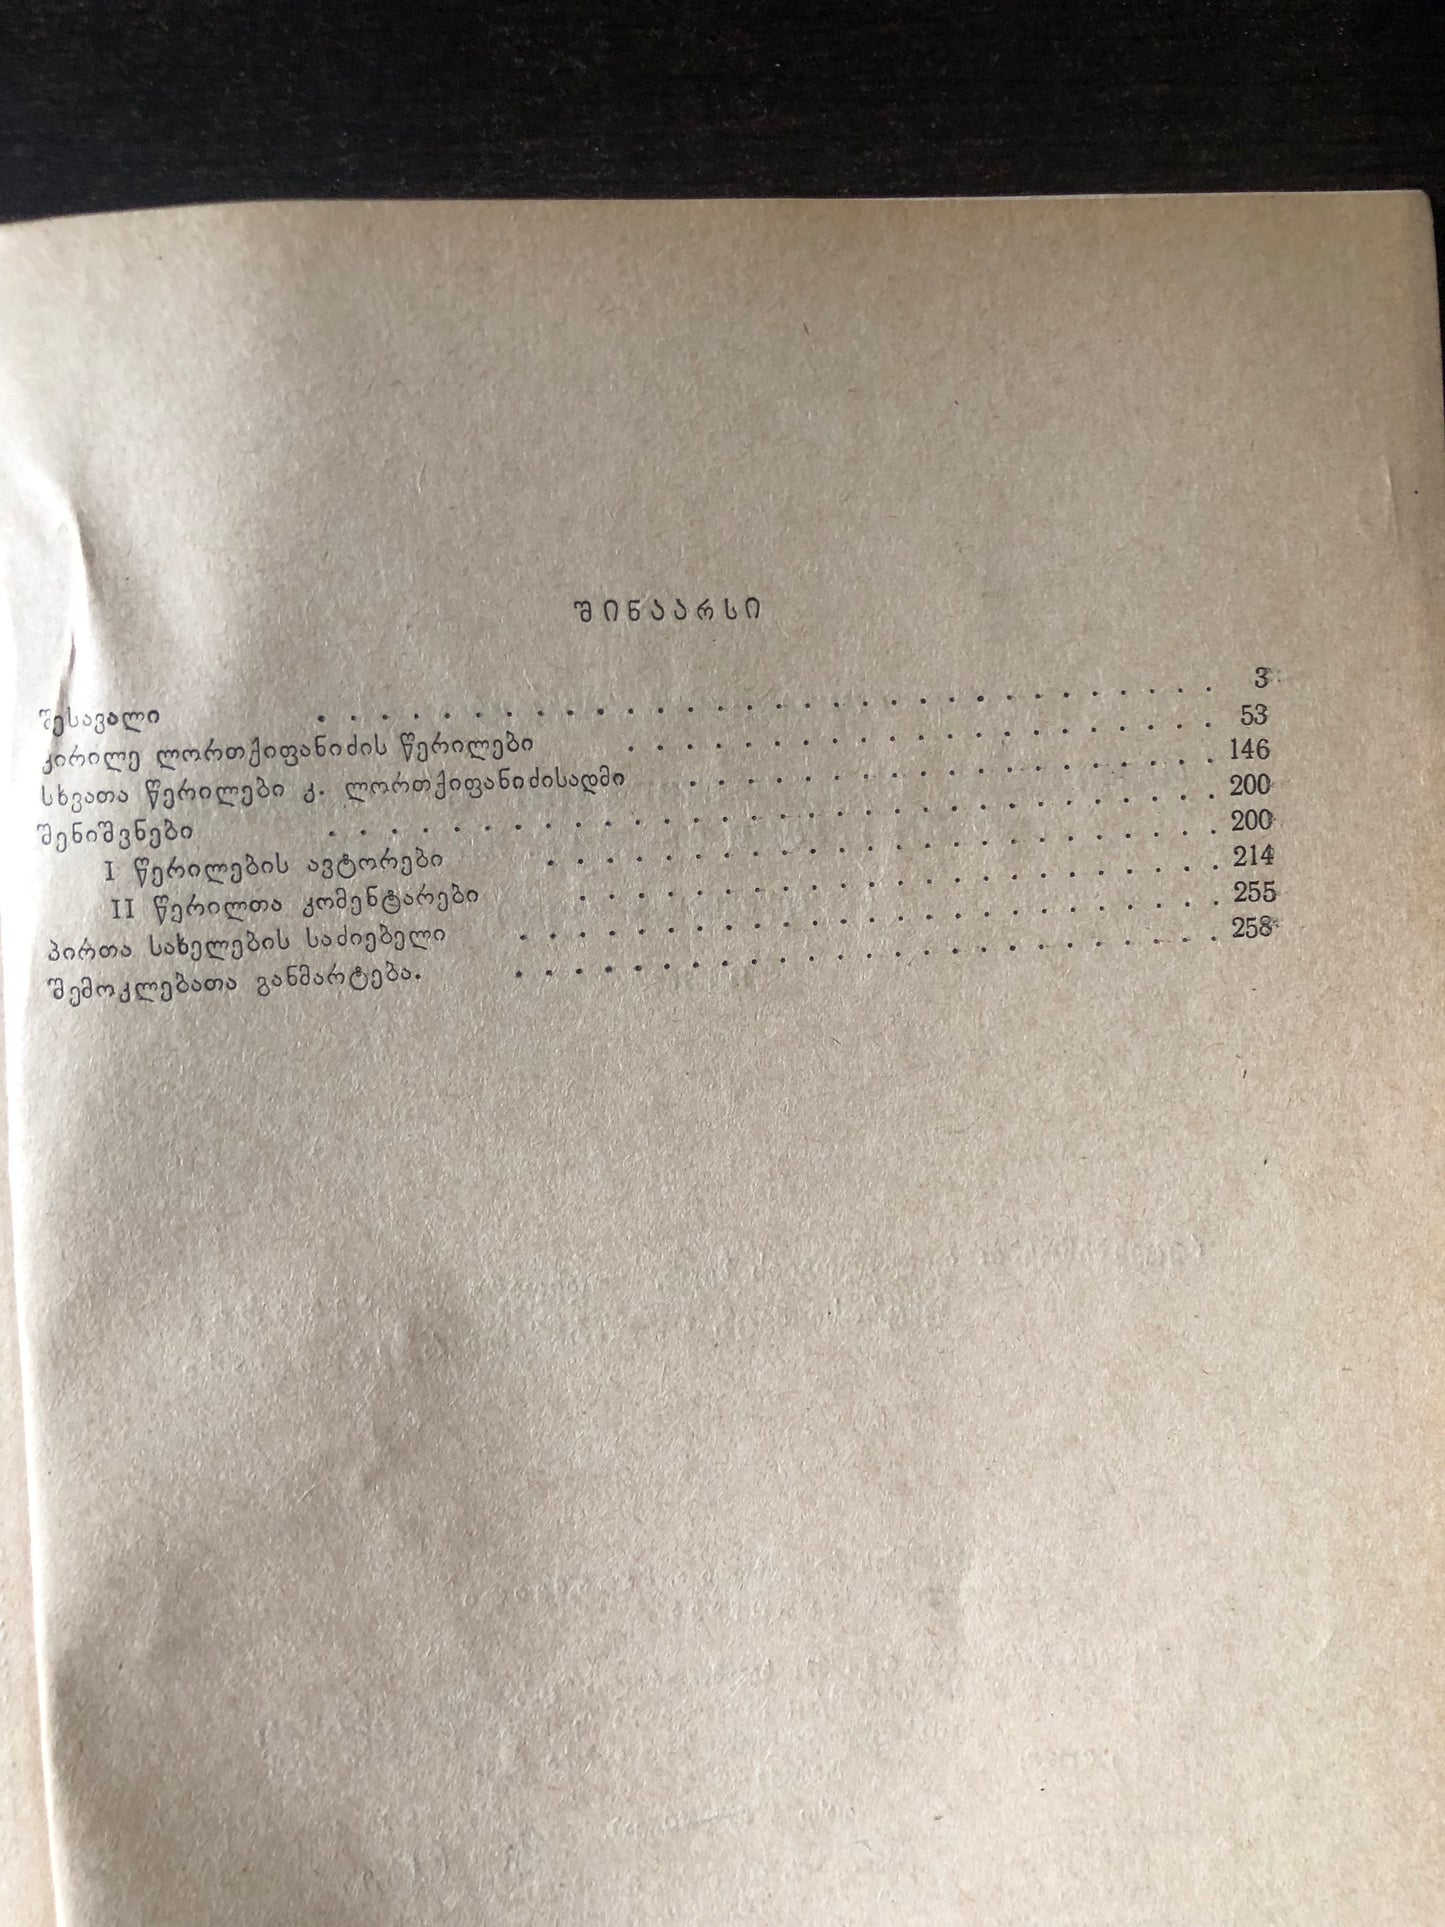 შინაარსი
შესავალი . . . . . . . . . . . . . . . . . . . . . . . . . . . . . 3
კირილე ლორთქიფანიძის წერილები . . . . . . . . . . . . . . . . . . . 53
სხვათა წერილები კ. ლორთქიფანიძისადმი . . . . . . . . . . . . . . . . . 146
შენიშვნები . . . . . . . . . . . . . . . . . . . . . . . . . . . . . 200
I წერილების ავტორები . . . . . . . . . . . . . . . . . . . . . . 200
II წერილთა კომენტარები . . . . . . . . . . . . . . . . . . . . . 214
პირთა სახელების საძიებელი . . . . . . . . . . . . . . . . . . . . . . . 255
შემოკლებათა განმარტება. . . . . . . . . . . . . . . . . . . . . . . . 258